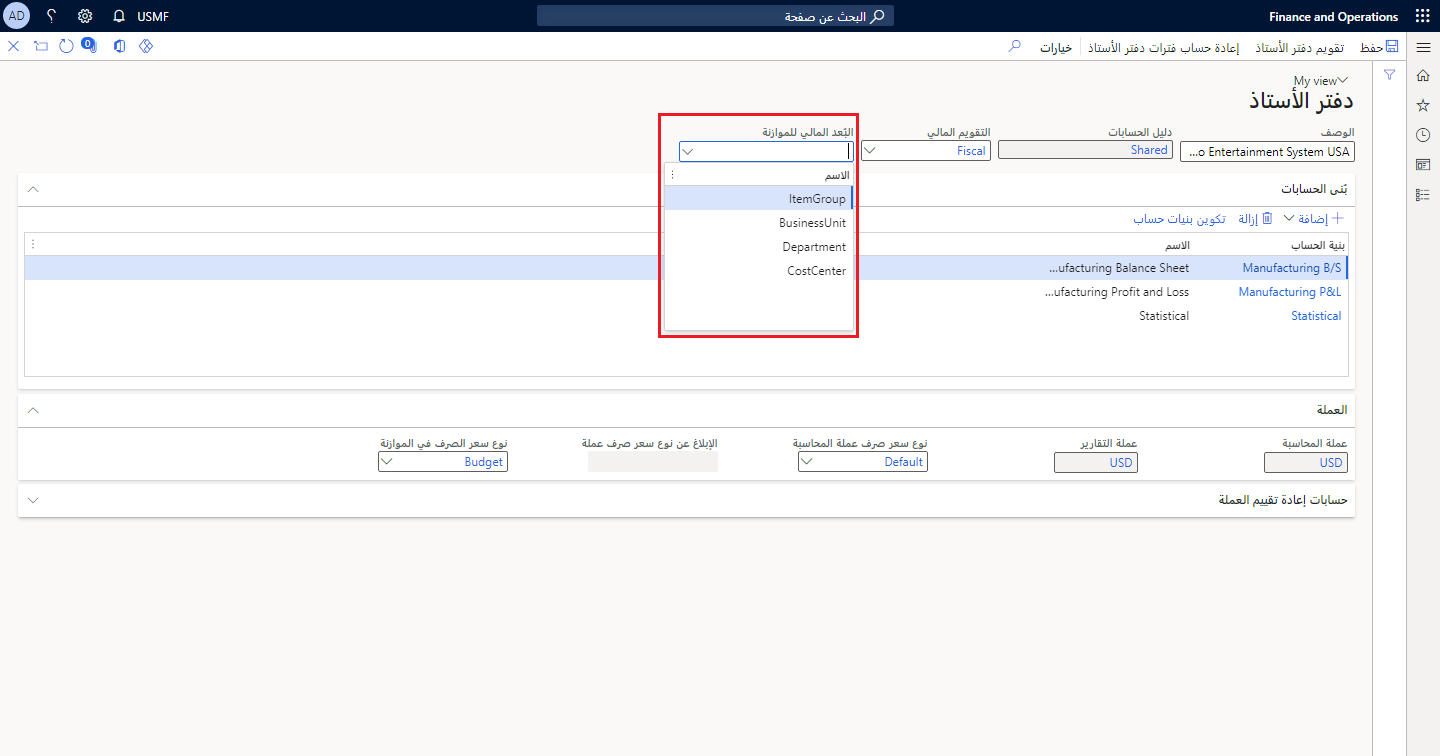 Finance and Operations
البحث عن صفحة
USMF
AD
حفظ
تقويم دفتر الأستاذ
إعادة حساب فترات دفتر الأستاذ
خيارات
0
My view
دفتر الأستاذ
الوصف
دليل الحسابات
التقويم المالي
البُعد المالي للموازنة
...o Entertainment System USA
Shared
Fiscal
الاسم
ItemGroup
BusinessUnit
Department
CostCenter
بُنى الحسابات
إضافة
إزالة
تكوين بنيات حساب
بنية الحساب
الاسم
Manufacturing B/S
...ufacturing Balance Sheet
Manufacturing P&L
...ufacturing Profit and Loss
Statistical
Statistical
العملة
عملة المحاسبة
عملة التقارير
نوع سعر صرف عملة المحاسبة
الإبلاغ عن نوع سعر صرف عملة
نوع سعر الصرف في الموازنة
USD
USD
Default
Budget
حسابات إعادة تقييم العملة